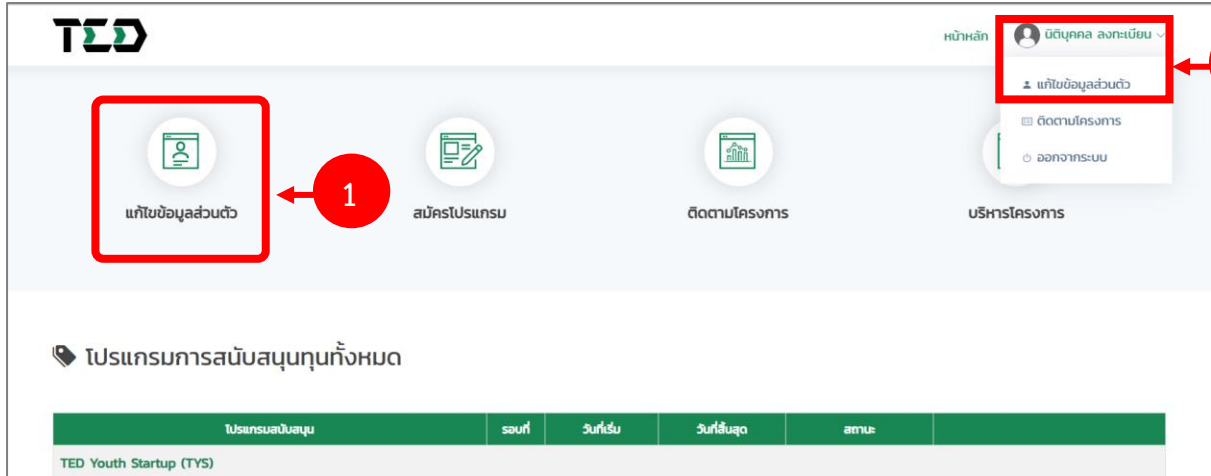 TED
หน้าหลัก
นิติบุคคล ลงทะเบียน
แก้ไขข้อมูลส่วนตัว
ติดตามโครงการ
ออกจากระบบ
1
แก้ไขข้อมูลส่วนตัว
สมัครโปรแกรม
ติดตามโครงการ
บริหารโครงการ
โปรแกรมการสนับสนุนทุนทั้งหมด
โปรแกรมสนับสนุน รอบที่ วันที่เริ่ม วันที่สิ้นสุด สถานะ
TED Youth Startup (TYS)